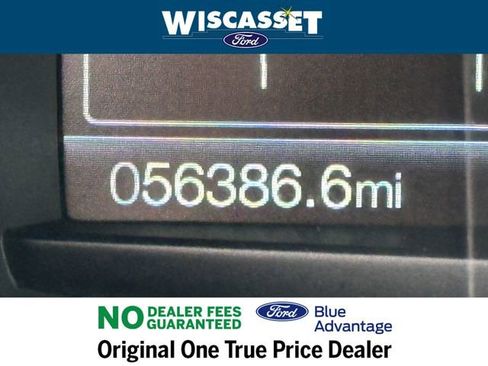 WISCASSET
Ford
056386.6mi
NO DEALER FEES
GUARANTEED
Ford
Blue
Advantage
Original One True Price Dealer